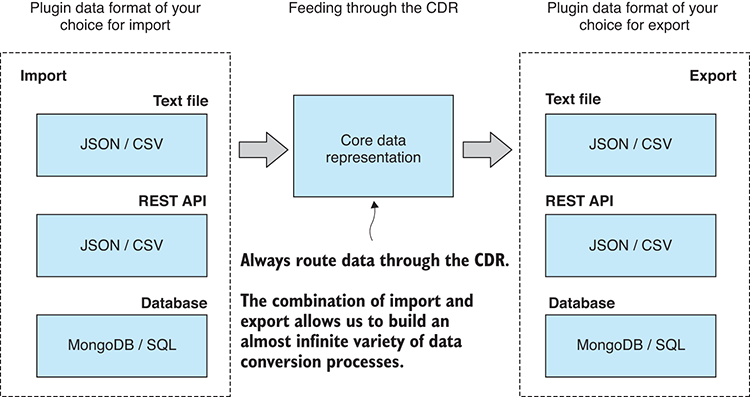 Plugin data format of your
choice for import
Feeding through the CDR
Plugin data format of your
choice for export
Import
Text file
JSON / CSV
REST API
JSON / CSV
Database
MongoDB / SQL
Core data
representation
Always route data through the CDR.
The combination of import and
export allows us to build an
almost infinite variety of data
conversion processes.
Export
Text file
JSON / CSV
REST API
JSON / CSV
Database
MongoDB / SQL